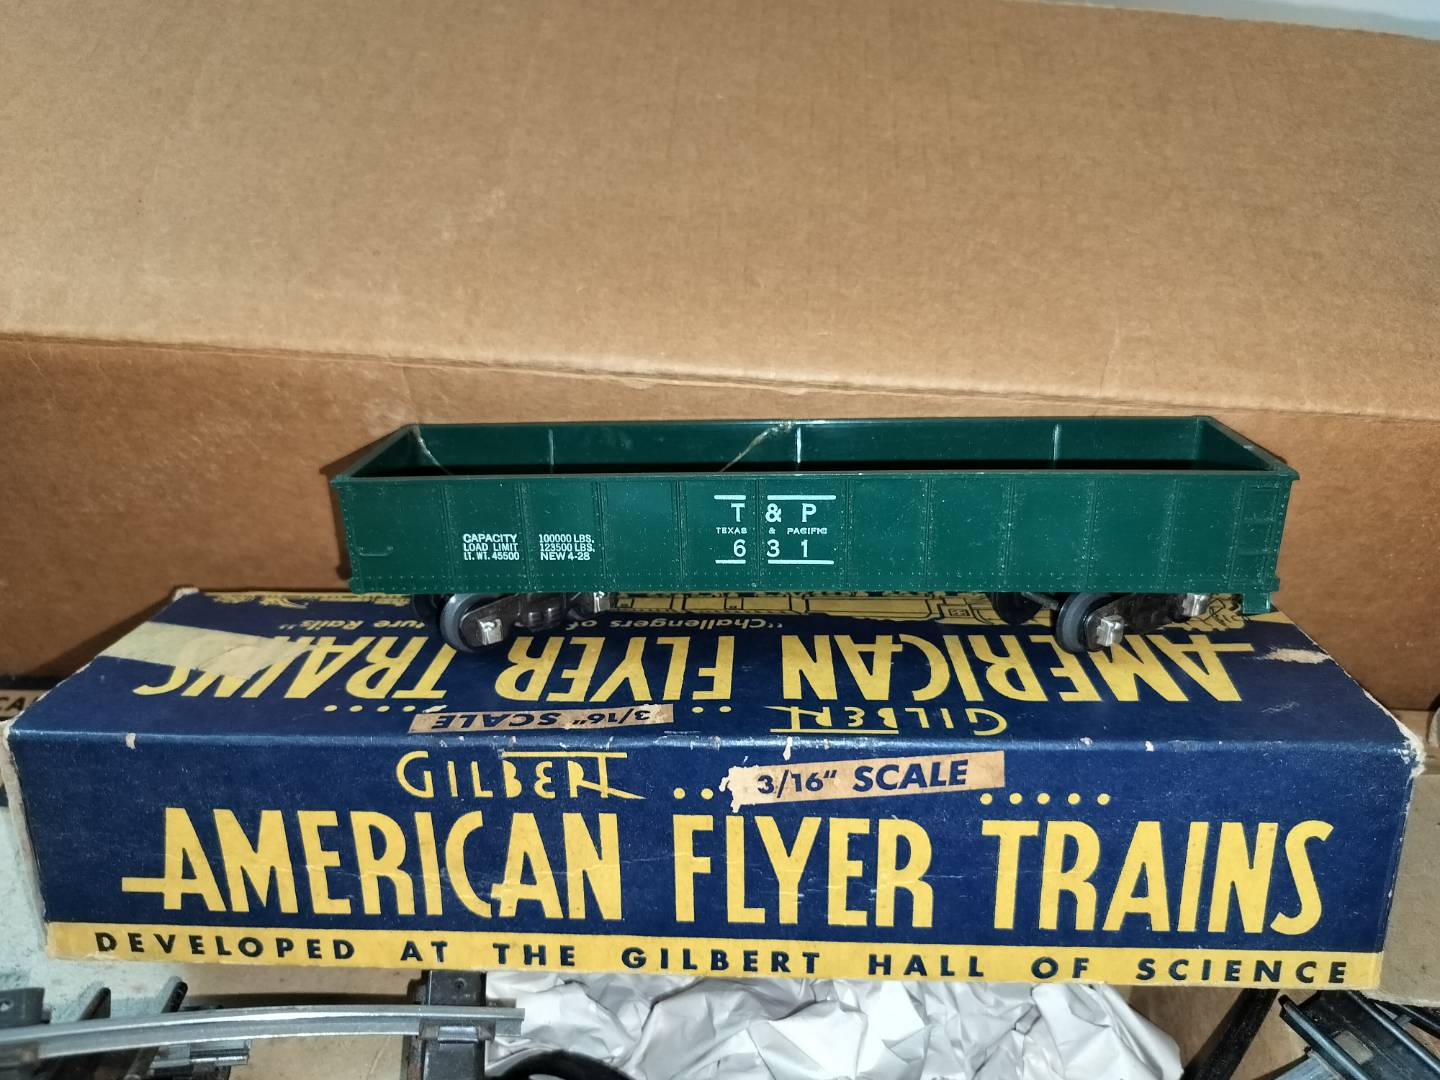 T & P
TEXAS & PACIFIC
631
CAPACITY 100000 LBS.
LOAD LIMIT 123500 LBS.
LT. WT. 45500 NEW 4-28
"Challengers of
ure Rails"
AMERICAN FLYER TRAINS
GILBERT 3/16" SCALE
GILBERT ..... 3/16" SCALE .....
AMERICAN FLYER TRAINS
DEVELOPED AT THE GILBERT HALL OF SCIENCE